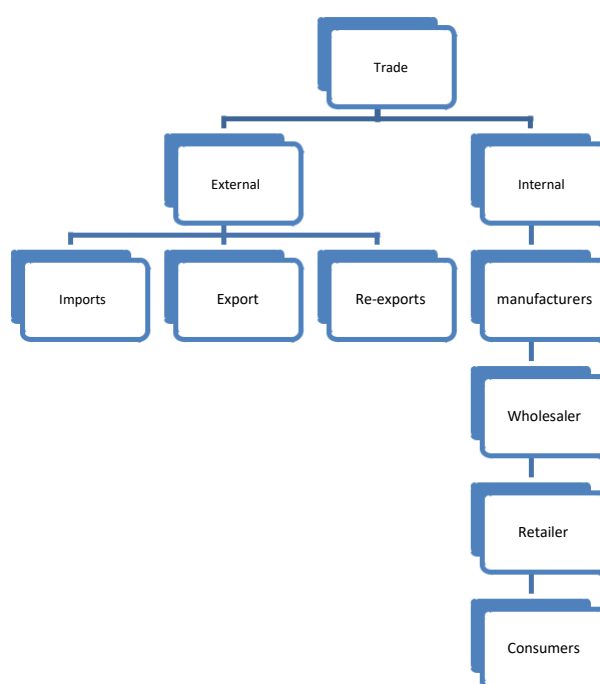 Trade
External
Internal
Imports
Export
Re-exports
manufacturers
Wholesaler
Retailer
Consumers